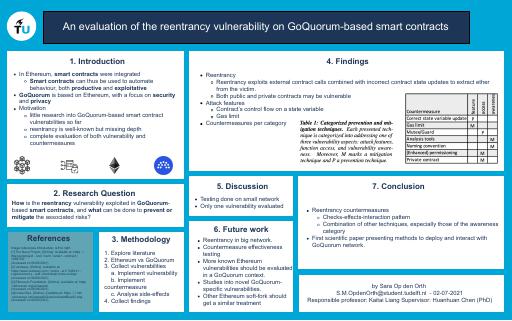 TU
An evaluation of the reentrancy vulnerability on GoQuorum-based smart contracts
1. Introduction
In Ethereum, smart contracts were integrated
Smart contracts can thus be used to automate
behaviour, both productive and exploitative
GoQuorum is based on Ethereum, with a focus on security
and privacy
Motivation
little research into GoQuorum-based smart contract
vulnerabilities so far
reentrancy is well-known but missing depth
complete evaluation of both vulnerability and
countermeasures
2. Research Question
How is the reentrancy vulnerability exploited in GoQuorum-
based smart contracts, and what can be done to prevent or
mitigate the associated risks?
References
3. Methodology
1. Explore literature
2. Ethereum vs GoQuorum
3. Collect vulnerabilities
a. Implement vulnerability
b. Implement
countermeasure
c. Analyse side-effects
4. Collect findings
4. Findings
Reentrancy
Reentrancy exploits external contract calls combined with incorrect contract state updates to extract ether
from the victim.
Both public and private contracts may be vulnerable
Attack features
Contract's control flow on a state variable
Gas limit
Countermeasures per category
Table 1: Categorized prevention and mit-
igation techniques. Each presented tech-
nique is categorized into addressing one of
three vulnerability aspects: attack features,
function access, and vulnerability aware-
ness. Moreover, M marks a mitigation
technique and P a prevention technique.
Countermeasure feature access awareness
Correct state variable update P
Gas limit M
Mutex/Guard P
Analysis tools M
Naming convention M
(Enhanced) permissioning M
Private contract M
5. Discussion
Testing done on small network
Only one vulnerability evaluated
6. Future work
Reentrancy in big network.
Countermeasure effectiveness
testing
More known Ethereum
vulnerabilities should be evaluated
in a GoQuorum context.
Studies into novel GoQuorum-
specific vulnerabilities.
Other Ethereum soft-fork should
get a similar treatment
7. Conclusion
Reentrancy countermeasures
Checks-effects-interaction pattern
Combination of other techniques, especially those of the awareness
category
First scientific paper presenting methods to deploy and interact with
GoQuorum network.
by Sara Op den Orth
S.M.OpdenOrth@student.tudelft.nl - 02-07-2021
Responsible professor: Kaitai Liang Supervisor: Huanhuan Chen (PhD)